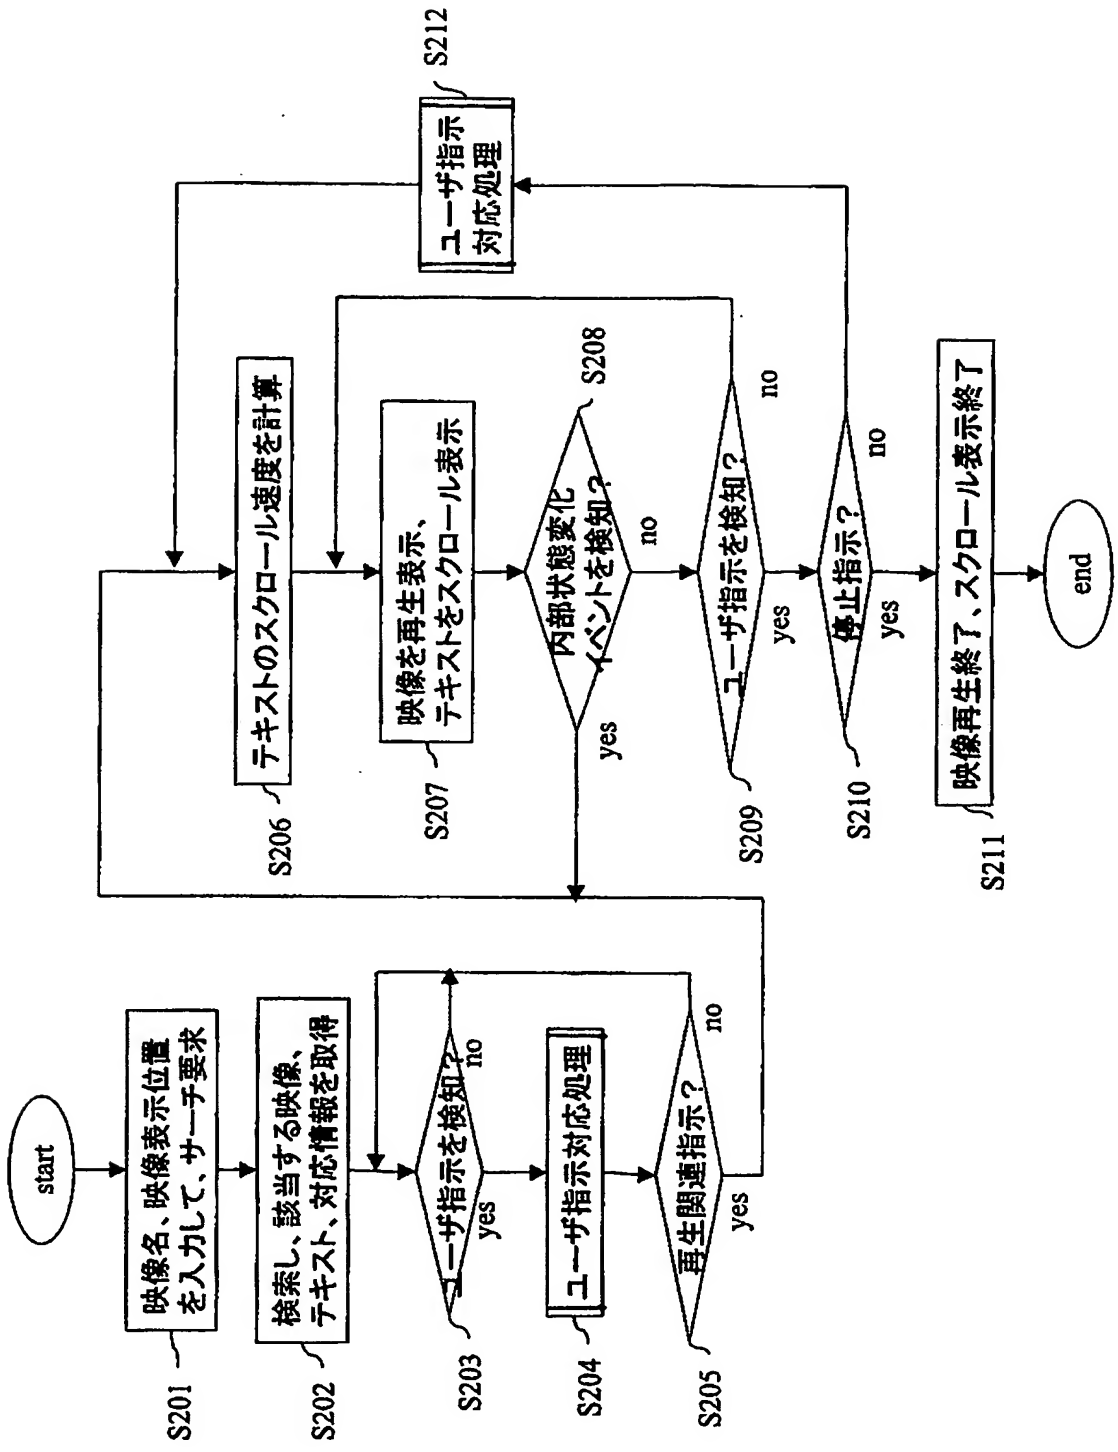 start
映像名、映像表示位置
を入力して、サーチ要求
S201
検索し、該当する映像、
テキスト、対応情報を取得
S202
ユーザ指示を検知?
S203
no
yes
ユーザ指示対応処理
S204
再生関連指示?
S205
no
yes
テキストのスクロール速度を計算
S206
映像を再生表示、
テキストをスクロール表示
S207
内部状態変化
イベントを検知?
S208
yes
no
ユーザ指示を検知?
S209
no
yes
停止指示?
S210
no
yes
映像再生終了、スクロール表示終了
S211
end
ユーザ指示
対応処理
S212